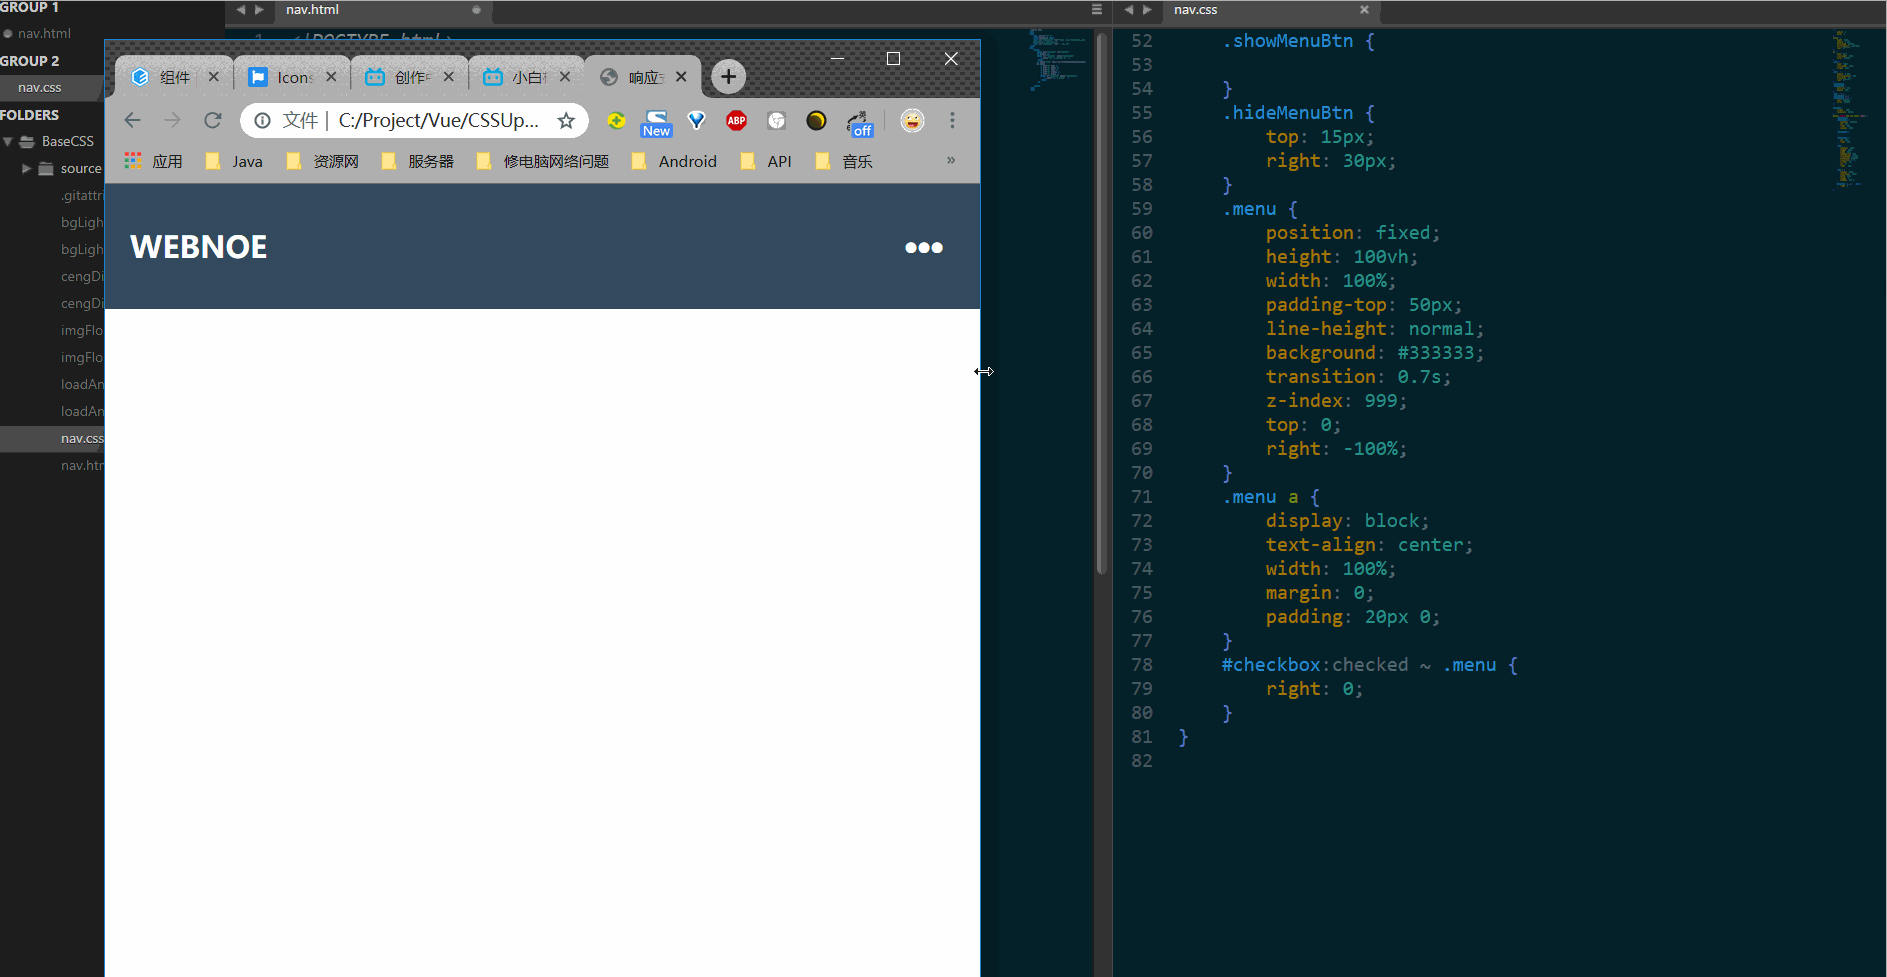 GROUP 1
nav.html
GROUP 2
nav.css
FOLDERS
BaseCSS
source
.gitattri
bgLigh
bgLigh
cengDi
cengDi
imgFlo
imgFlo
loadAn
loadAn
nav.css
nav.htm
nav.html
1 <!DOCTYPE html>
组件
Icons
创作
小白
响应
文件 | C:/Project/Vue/CSSUp...
New
ABP
英
off
应用
Java
资源网
服务器
修电脑网络问题
Android
API
音乐
»
WEBNOE
●●●
nav.css
52 .showMenuBtn {
53
54 }
55 .hideMenuBtn {
56 top: 15px;
57 right: 30px;
58 }
59 .menu {
60 position: fixed;
61 height: 100vh;
62 width: 100%;
63 padding-top: 50px;
64 line-height: normal;
65 background: #333333;
66 transition: 0.7s;
67 z-index: 999;
68 top: 0;
69 right: -100%;
70 }
71 .menu a {
72 display: block;
73 text-align: center;
74 width: 100%;
75 margin: 0;
76 padding: 20px 0;
77 }
78 #checkbox:checked ~ .menu {
79 right: 0;
80 }
81 }
82